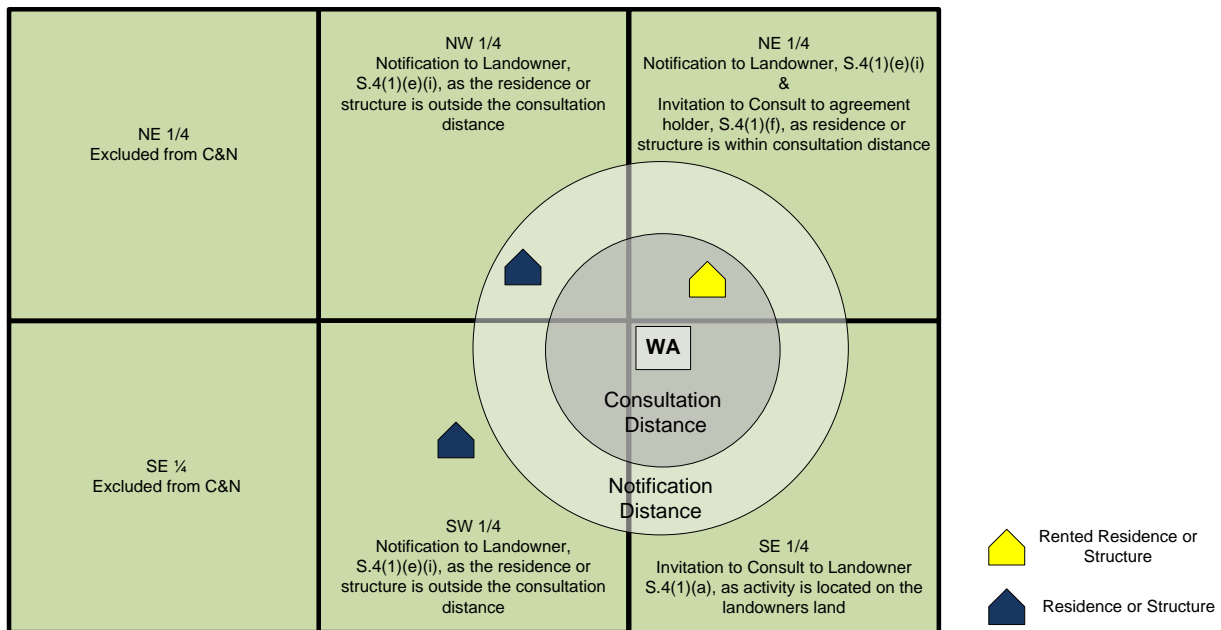 NE 1/4
Excluded from C&N
NW 1/4
Notification to Landowner,
S.4(1)(e)(i), as the residence or
structure is outside the consultation
distance
NE 1/4
Notification to Landowner, S.4(1)(e)(i)
&
Invitation to Consult to agreement
holder, S.4(1)(f), as residence or
structure is within consultation distance
WA
Consultation
Distance
Notification
Distance
SE ¼
Excluded from C&N
SW 1/4
Notification to Landowner,
S.4(1)(e)(i), as the residence or
structure is outside the consultation
distance
SE 1/4
Invitation to Consult to Landowner
S.4(1)(a), as activity is located on the
landowners land
Rented Residence or
Structure
Residence or Structure